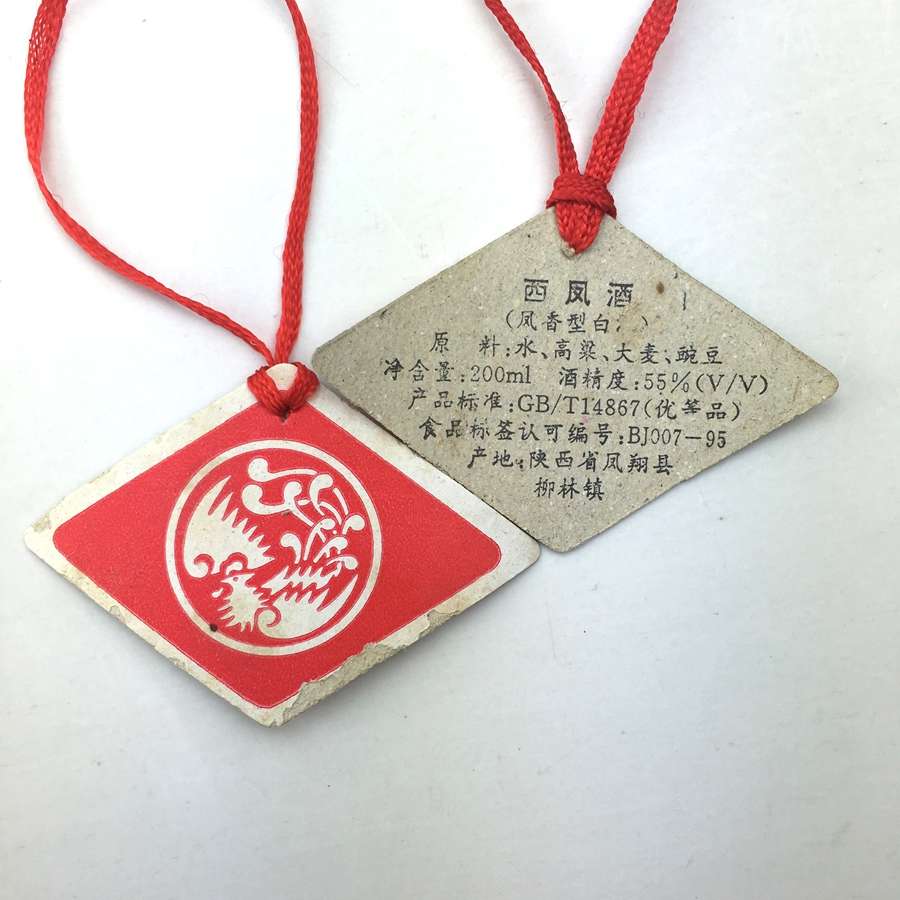 西凤酒
(凤香型白
原 料:水、高粱、大麦、豌豆
净含量:200ml 酒精度:55%(V/V)
产品标准:GB/T14867(优等品)
食品标签认可编号:BJ007-95
产地:陕西省凤翔县
柳林镇